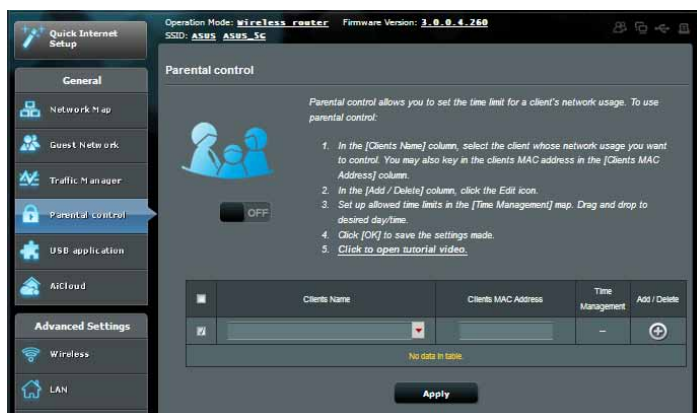 Quick Internet
Setup
Operation Mode: Wireless router Firmware Version: 3.0.0.4.260
SSID: ASUS ASUS_5G
General
Network Map
Guest Network
Traffic Manager
Parental control
USB application
AiCloud
Advanced Settings
Wireless
LAN
Parental control
Parental control allows you to set the time limit for a client's network usage. To use
parental control:
1. In the [Clients Name] column, select the client whose network usage you want
to control. You may also key in the clients MAC address in the [Clients MAC
Address] column.
2. In the [Add / Delete] column, click the Edit icon.
3. Set up allowed time limits in the [Time Management] map. Drag and drop to
desired day/time.
4. Click [OK] to save the settings made.
5. Click to open tutorial video.
OFF
Clients Name Clients MAC Address Time Management Add / Delete
–
No data in table.
Apply